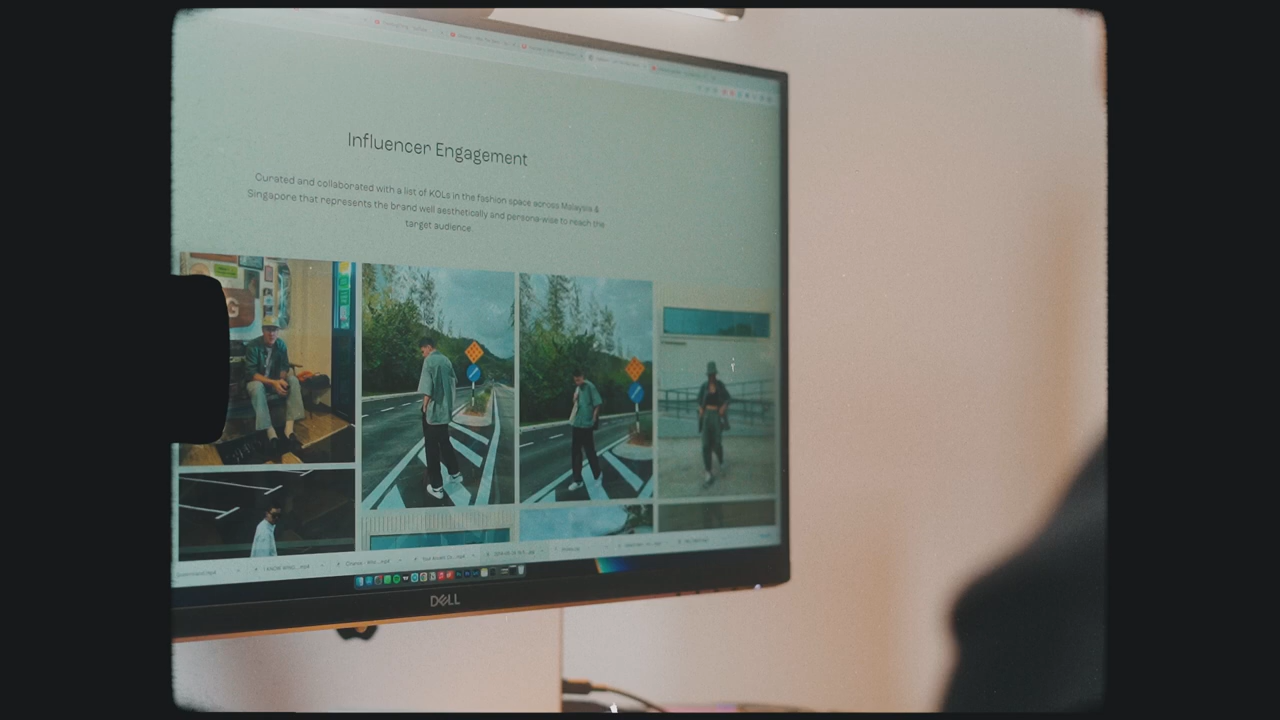 Influencer Engagement
Curated and collaborated with a list of KOLs in the fashion space across Malaysia &
Singapore that represents the brand well aesthetically and persona-wise to reach the
target audience.
G
DELL